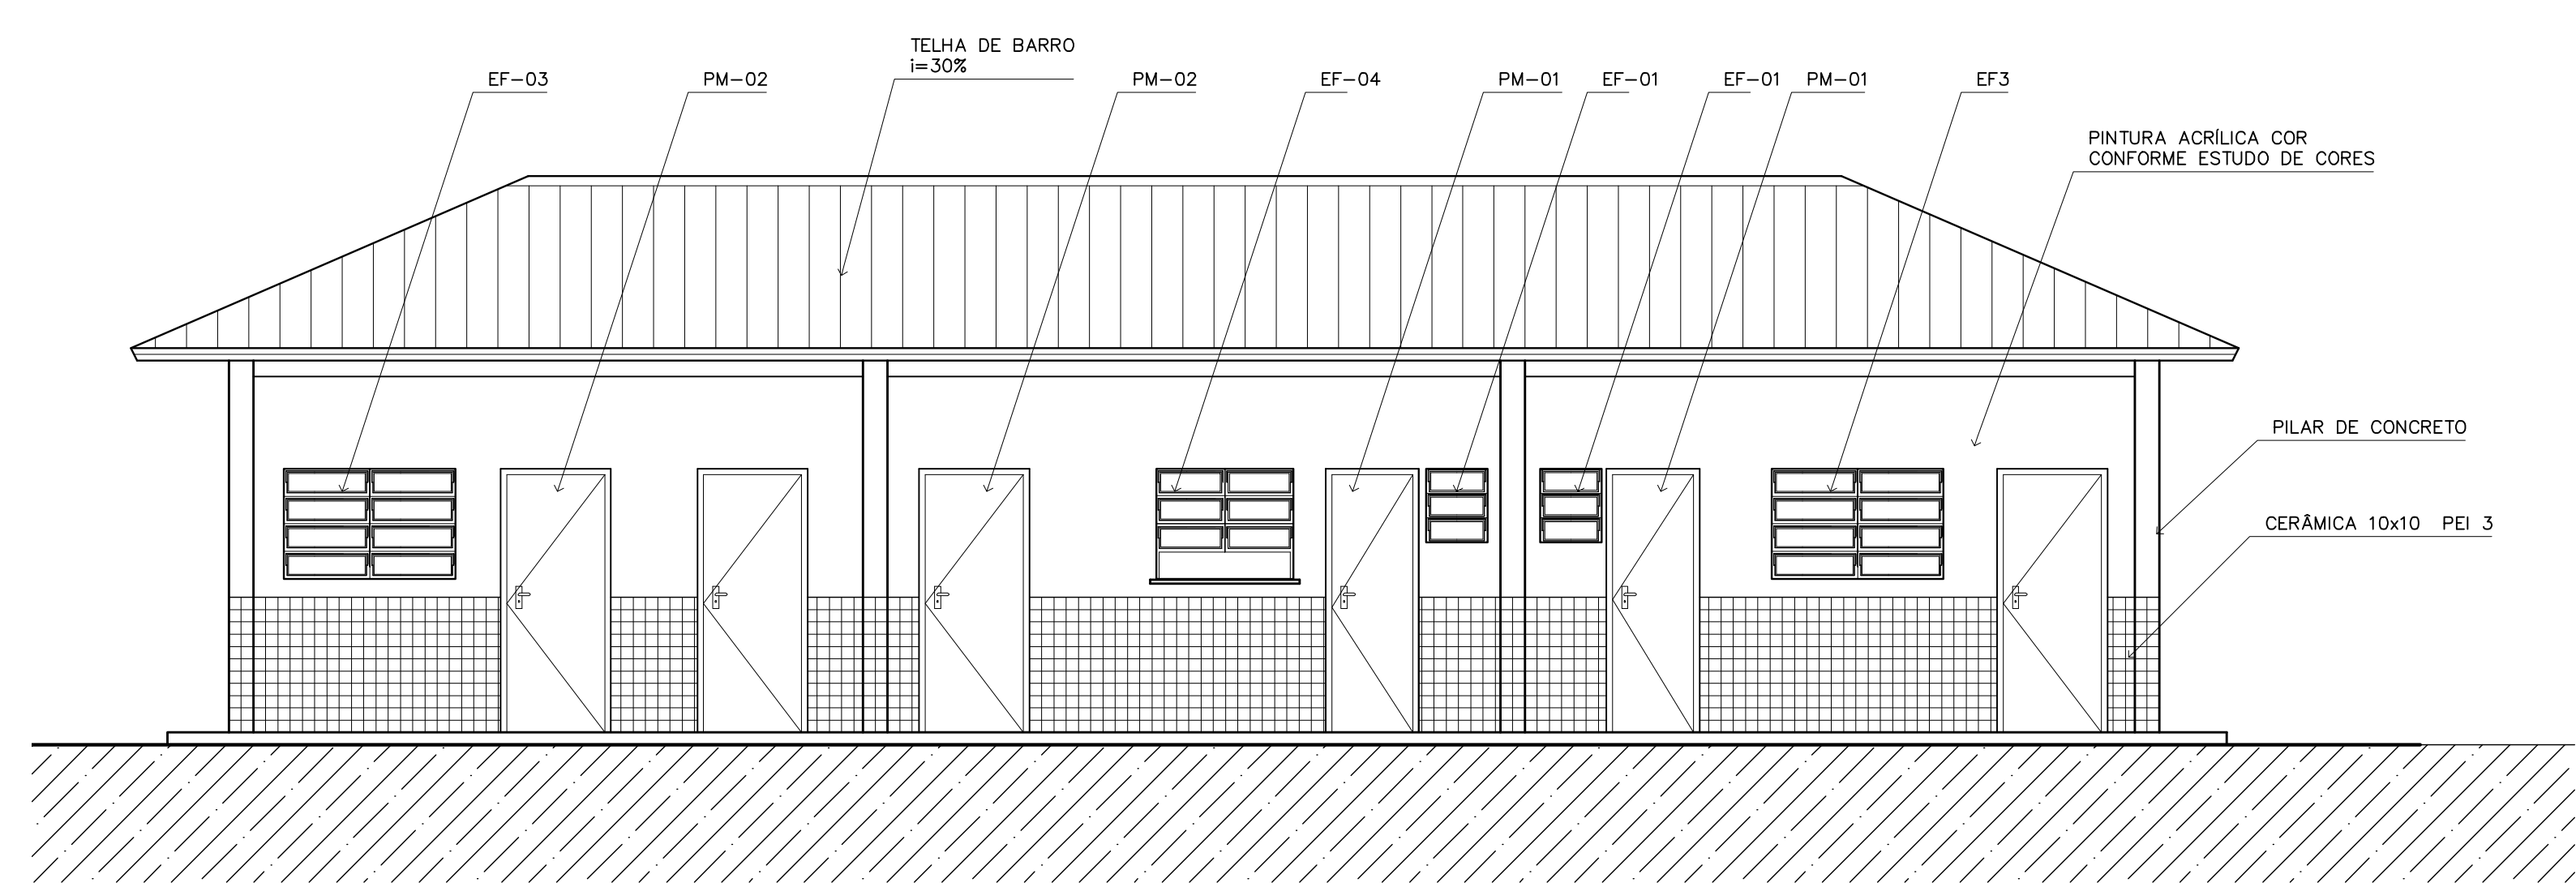 TELHA DE BARRO
i=30%
EF-03
PM-02
PM-02
EF-04
PM-01
EF-01
EF-01
PM-01
EF3
PINTURA ACRÍLICA COR
CONFORME ESTUDO DE CORES
PILAR DE CONCRETO
CERÂMICA 10x10 PEI 3